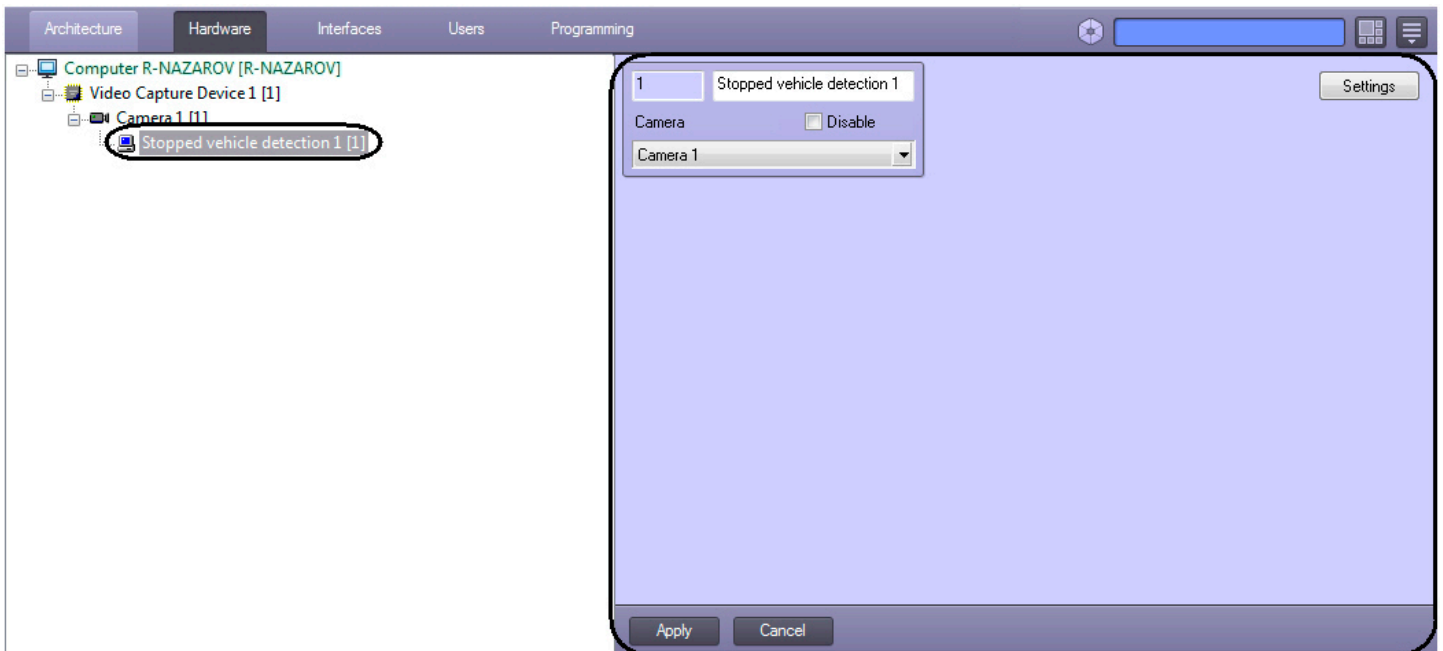 Architecture Hardware Interfaces Users Programming
Computer R-NAZAROV [R-NAZAROV]
Video Capture Device 1 [1]
Camera 1 [1]
Stopped vehicle detection 1 [1]
1 Stopped vehicle detection 1 Settings
Camera Disable
Camera 1
Apply Cancel